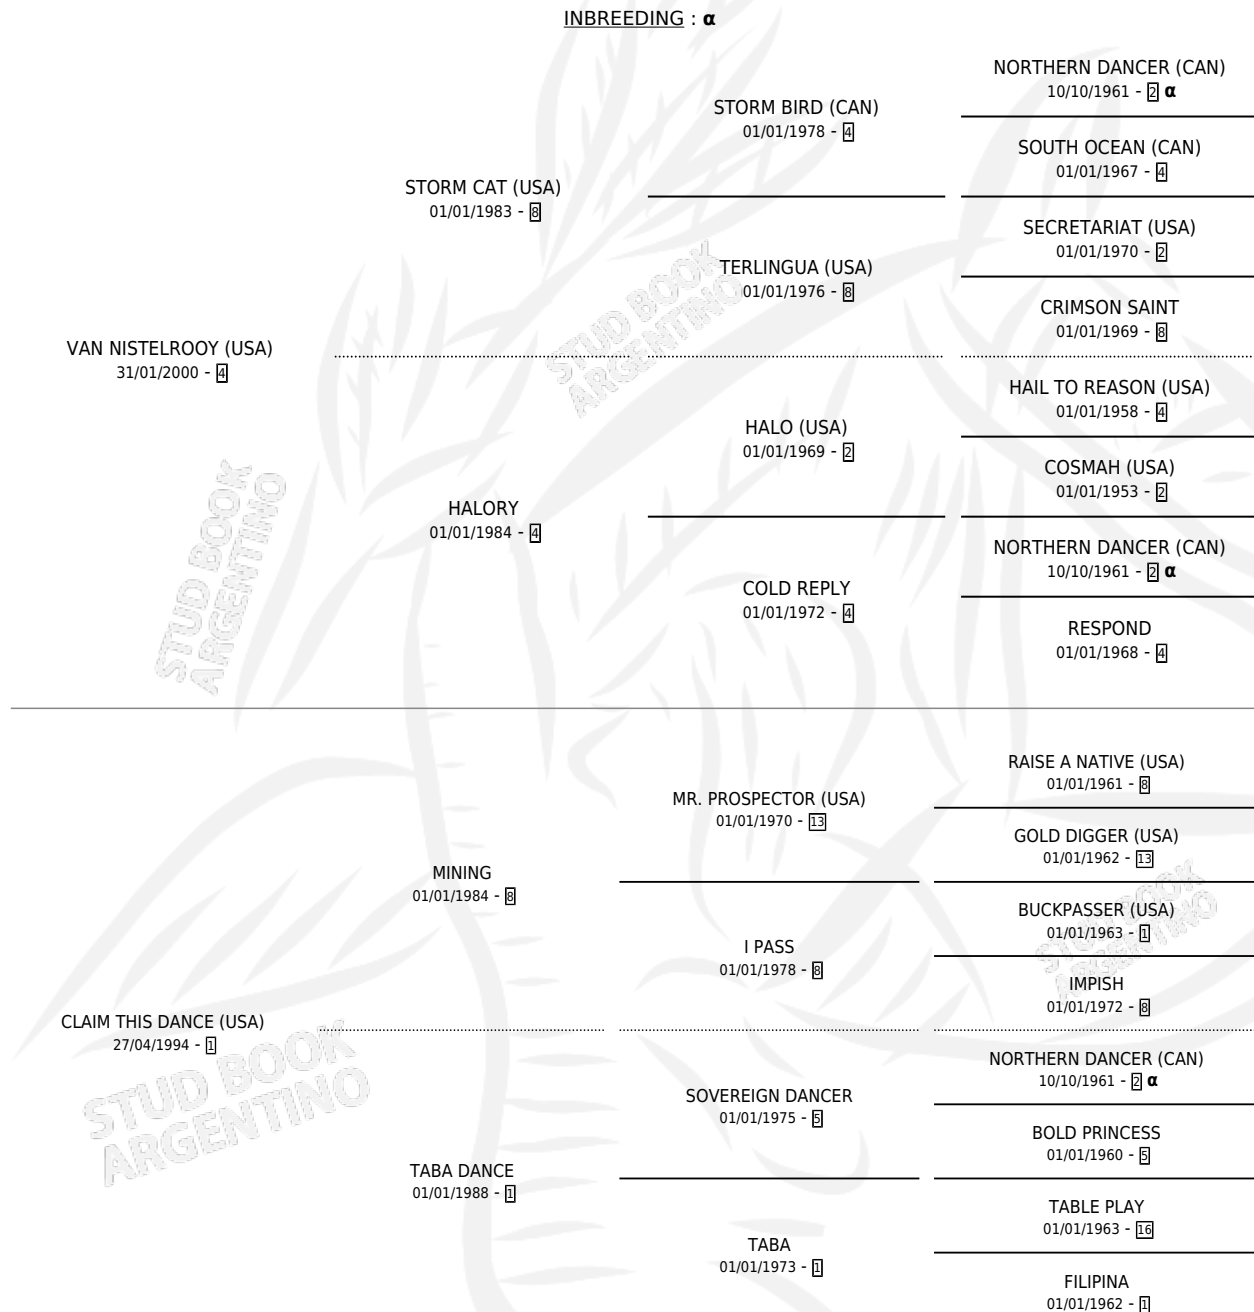 INBREEDING : α
NORTHERN DANCER (CAN)
10/10/1961 - 2 α
STORM BIRD (CAN)
01/01/1978 - 4
SOUTH OCEAN (CAN)
01/01/1967 - 4
STORM CAT (USA)
01/01/1983 - 8
SECRETARIAT (USA)
01/01/1970 - 2
TERLINGUA (USA)
01/01/1976 - 8
CRIMSON SAINT
01/01/1969 - 8
VAN NISTELROOY (USA)
31/01/2000 - 4
HAIL TO REASON (USA)
01/01/1958 - 4
HALO (USA)
01/01/1969 - 2
COSMAH (USA)
01/01/1953 - 2
HALORY
01/01/1984 - 4
NORTHERN DANCER (CAN)
10/10/1961 - 2 α
COLD REPLY
01/01/1972 - 4
RESPOND
01/01/1968 - 4
RAISE A NATIVE (USA)
01/01/1961 - 8
MR. PROSPECTOR (USA)
01/01/1970 - 13
GOLD DIGGER (USA)
01/01/1962 - 13
MINING
01/01/1984 - 8
BUCKPASSER (USA)
01/01/1963 - 1
I PASS
01/01/1978 - 8
IMPISH
01/01/1972 - 8
CLAIM THIS DANCE (USA)
27/04/1994 - 1
NORTHERN DANCER (CAN)
10/10/1961 - 2 α
SOVEREIGN DANCER
01/01/1975 - 5
BOLD PRINCESS
01/01/1960 - 5
TABA DANCE
01/01/1988 - 1
TABLE PLAY
01/01/1963 - 16
TABA
01/01/1973 - 1
FILIPINA
01/01/1962 - 1
STUD BOOK
ARGENTINO
STUD BOOK
ARGENTINO
STUD BOOK
ARGENTINO
STUD BOOK
ARGENTINO